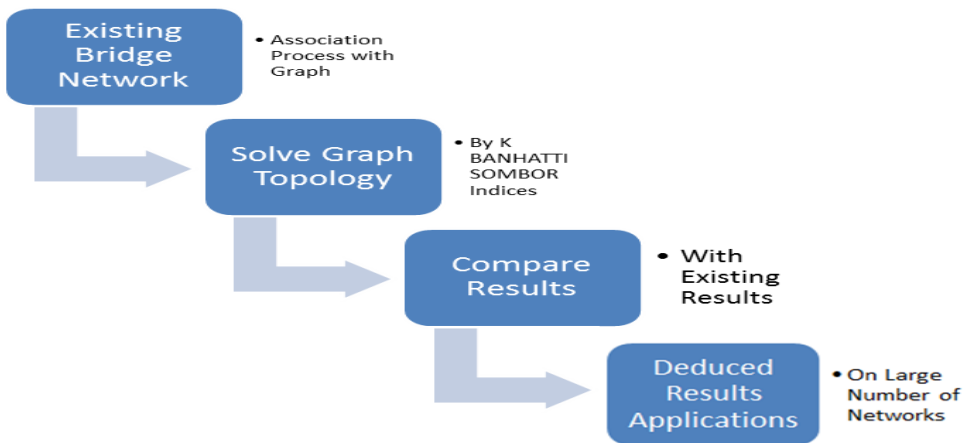 Existing
Bridge
Network
• Association
Process with
Graph
Solve Graph
Topology
• By K
BANHATTI
SOMBOR
Indices
Compare
Results
• With
Existing
Results
Deduced
Results
Applications
• On Large
Number of
Networks